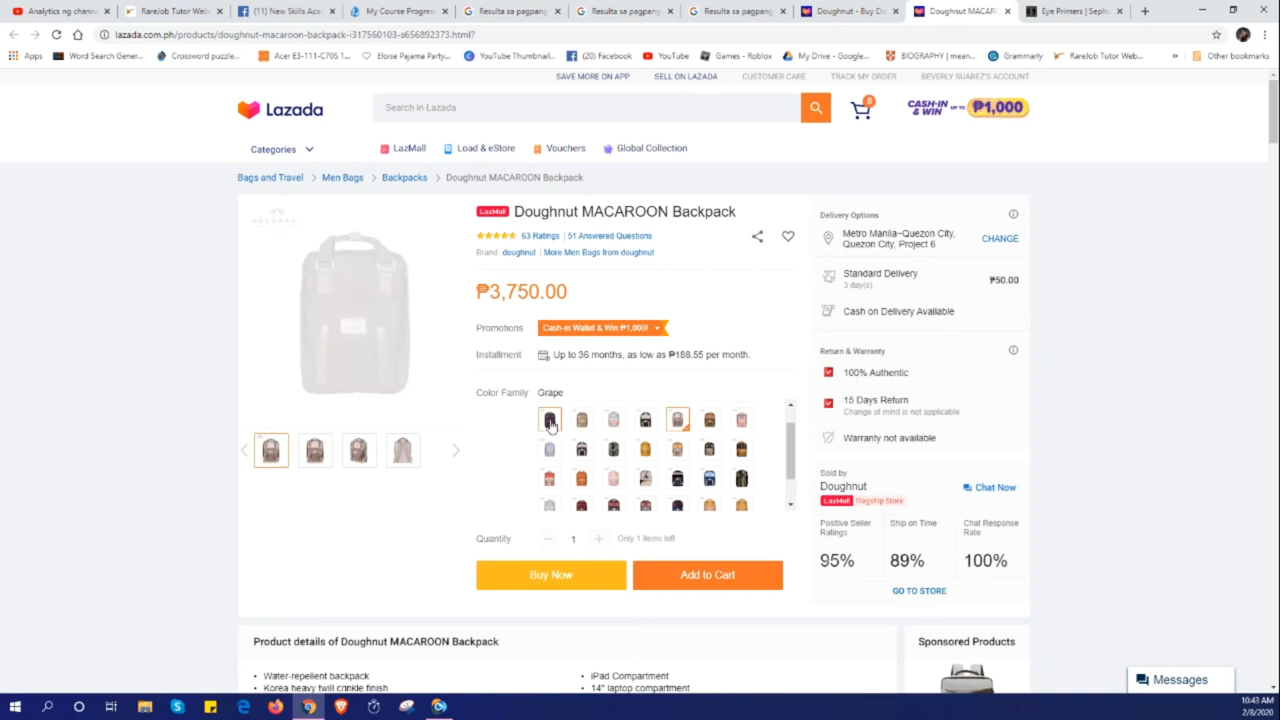 Analytics ng chann
RareJob Tutor Web
(11) New Skills Aca
My Course Progres
Resulta sa pagpang
Resulta sa pagpang
Resulta sa pagpang
Doughnut - Buy Do
Doughnut MACAR
Eye Primers | Seph
lazada.com.ph/products/doughnut-macaroon-backpack-i317560103-s656892373.html?
Apps
Word Search Gener...
Crossword puzzle...
Acer E3-111-C705 1...
Eloise Pajama Party...
YouTube Thumbnail...
(20) Facebook
YouTube
Games - Roblox
My Drive - Google...
BIOGRAPHY | mean...
Grammarly
RareJob Tutor Web...
»
Other bookmarks
SAVE MORE ON APP
SELL ON LAZADA
CUSTOMER CARE
TRACK MY ORDER
BEVERLY SUAREZ'S ACCOUNT
Lazada
Search in Lazada
8
CASH-IN & WIN UP TO ₱1,000
Categories
LazMall
Load & eStore
Vouchers
Global Collection
Bags and Travel > Men Bags > Backpacks > Doughnut MACAROON Backpack
LazMall Doughnut MACAROON Backpack
63 Ratings | 51 Answered Questions
Brand: doughnut | More Men Bags from doughnut
₱3,750.00
Promotions
Cash-in Wallet & Win ₱1,000!
Installment
Up to 36 months, as low as ₱188.55 per month.
Color Family
Grape
Quantity
1
Only 1 items left
Buy Now
Add to Cart
Delivery Options
Metro Manila~Quezon City,
Quezon City, Project 6
CHANGE
Standard Delivery
3 day(s)
₱50.00
Cash on Delivery Available
Return & Warranty
100% Authentic
15 Days Return
Change of mind is not applicable
Warranty not available
Sold by
Doughnut
LazMall Flagship Store
Chat Now
Positive Seller
Ratings
Ship on Time
Chat Response
Rate
95%
89%
100%
GO TO STORE
Product details of Doughnut MACAROON Backpack
• Water-repellent backpack
• Korea heavy twill crinkle finish
• iPad Compartment
• 14" laptop compartment
Sponsored Products
Messages
10:43 AM
2/8/2020